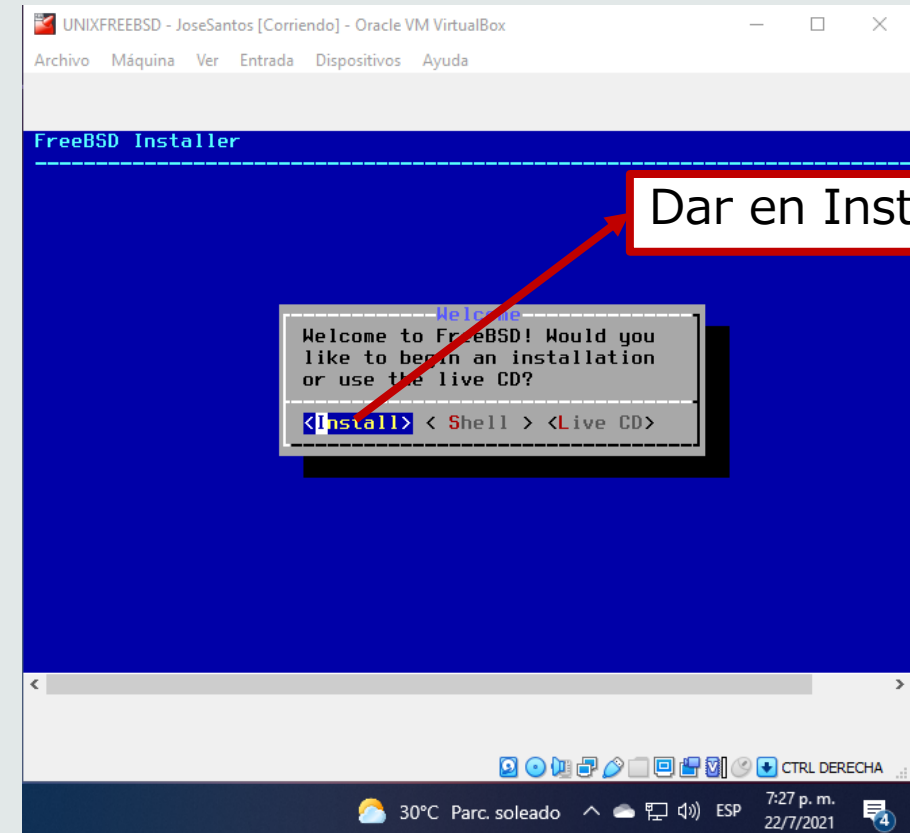 UNIXFREEBSD - JoseSantos [Corriendo] - Oracle VM VirtualBox
Archivo Máquina Ver Entrada Dispositivos Ayuda
FreeBSD Installer
Dar en Inst
Welcome
Welcome to FreeBSD! Would you
like to begin an installation
or use the live CD?
<Install> < Shell > <Live CD>
CTRL DERECHA
30°C Parc. soleado ESP 7:27 p. m.
22/7/2021
4